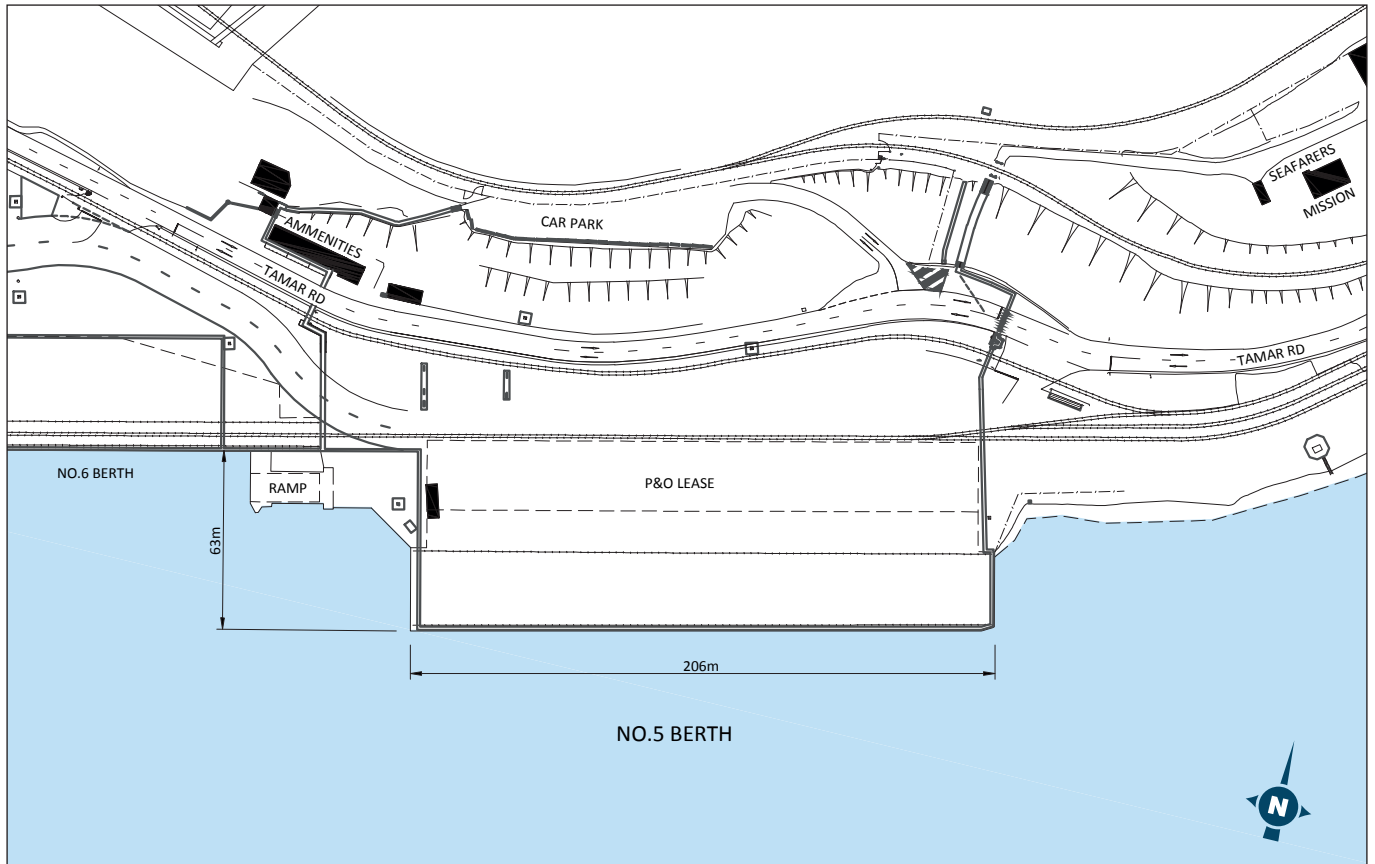 SEAFARERS
MISSION
AMMENITIES
CAR PARK
TAMAR RD
TAMAR RD
NO.6 BERTH
RAMP
P&O LEASE
63m
206m
NO.5 BERTH
N